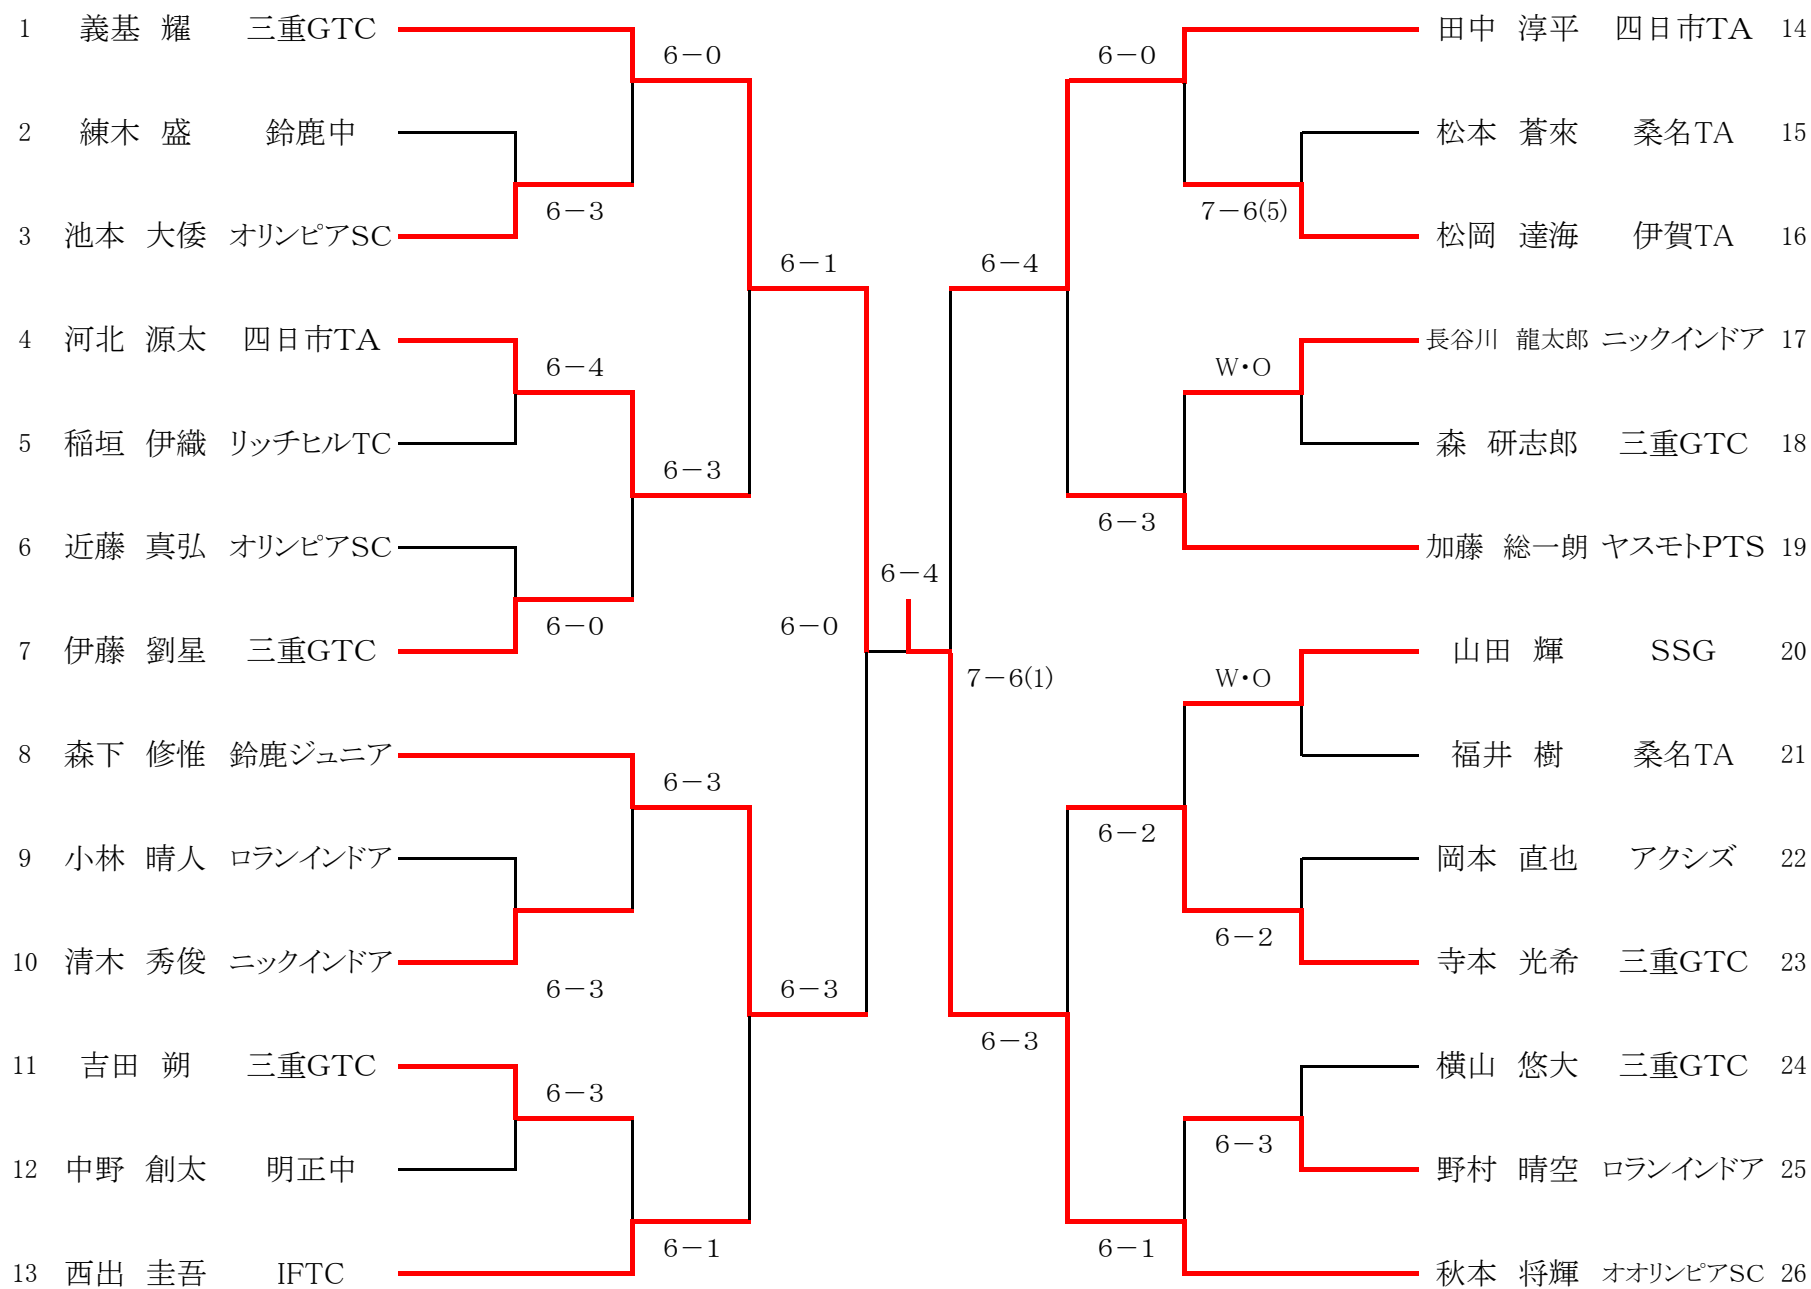 1 義基 耀 三重GTC
6－0
2 練木 盛 鈴鹿中
6－3
3 池本 大倭 オリンピアSC
6－1
4 河北 源太 四日市TA
6－4
5 稲垣 伊織 リッチヒルTC
6－3
6 近藤 真弘 オリンピアSC
6－0
7 伊藤 劉星 三重GTC
6－0
8 森下 修惟 鈴鹿ジュニア
6－3
9 小林 晴人 ロランインドア
10 清木 秀俊 ニックインドア
6－3
6－3
11 吉田 朔 三重GTC
6－3
12 中野 創太 明正中
6－1
13 西出 圭吾 IFTC
6－4
7－6(1)
田中 淳平 四日市TA 14
6－0
松本 蒼來 桑名TA 15
7－6(5)
松岡 達海 伊賀TA 16
6－4
長谷川 龍太郎 ニックインドア 17
W・O
森 研志郎 三重GTC 18
6－3
加藤 総一朗 ヤスモトPTS 19
山田 輝 SSG 20
W・O
福井 樹 桑名TA 21
6－2
岡本 直也 アクシズ 22
6－2
寺本 光希 三重GTC 23
6－3
横山 悠大 三重GTC 24
6－3
野村 晴空 ロランインドア 25
6－1
秋本 将輝 オオリンピアSC 26